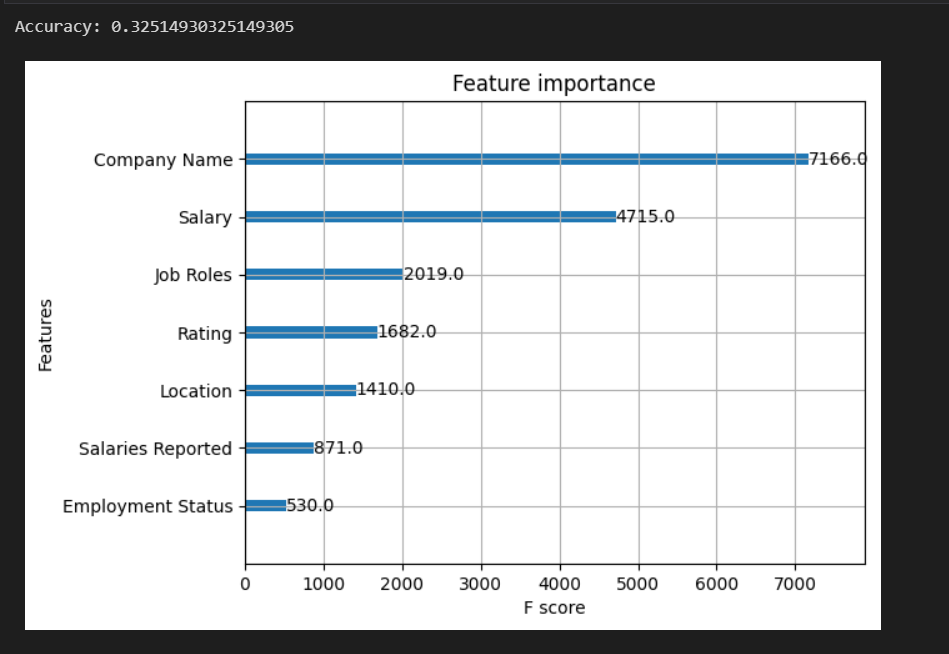 Accuracy: 0.32514930325149305
Feature importance
Company Name
7166.0
Salary
4715.0
Job Roles
2019.0
Rating
1682.0
Location
1410.0
Salaries Reported
871.0
Employment Status
530.0
Features
0 1000 2000 3000 4000 5000 6000 7000
F score